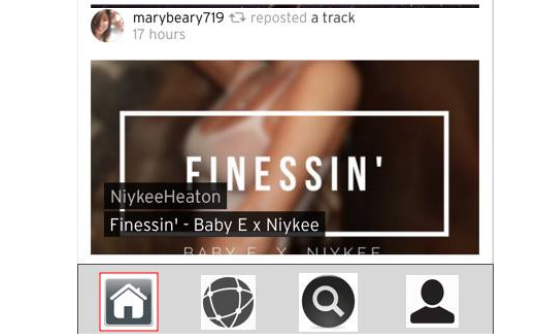 marybeary719 reposted a track
17 hours
FINESSIN'
NiykeeHeaton
Finessin' - Baby E x Niykee
BABY E X NIYKEE